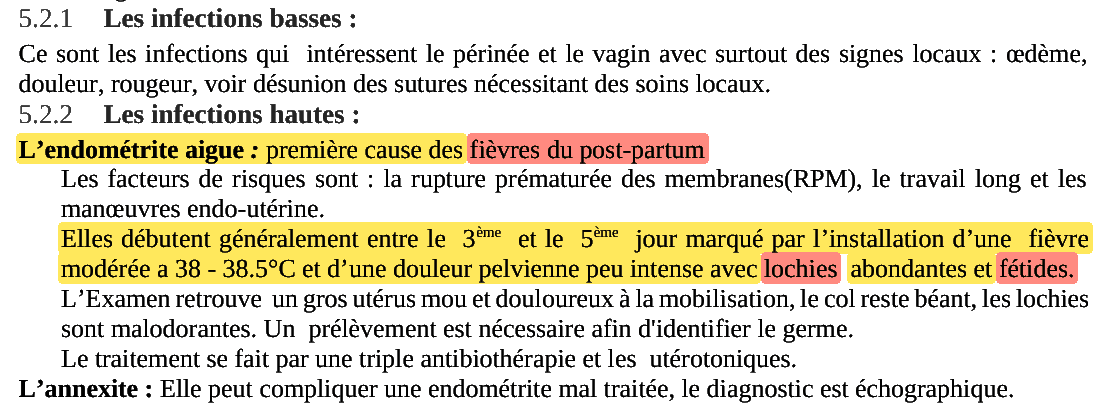 5.2.1 Les infections basses :
Ce sont les infections qui intéressent le périnée et le vagin avec surtout des signes locaux : œdème,
douleur, rougeur, voir désunion des sutures nécessitant des soins locaux.
5.2.2 Les infections hautes :
L’endométrite aigue : première cause des fièvres du post-partum
Les facteurs de risques sont : la rupture prématurée des membranes(RPM), le travail long et les
manœuvres endo-utérine.
Elles débutent généralement entre le 3ème et le 5ème jour marqué par l’installation d’une fièvre
modérée a 38 - 38.5°C et d’une douleur pelvienne peu intense avec lochies abondantes et fétides.
L’Examen retrouve un gros utérus mou et douloureux à la mobilisation, le col reste béant, les lochies
sont malodorantes. Un prélèvement est nécessaire afin d'identifier le germe.
Le traitement se fait par une triple antibiothérapie et les utérotoniques.
L’annexite : Elle peut compliquer une endométrite mal traitée, le diagnostic est échographique.